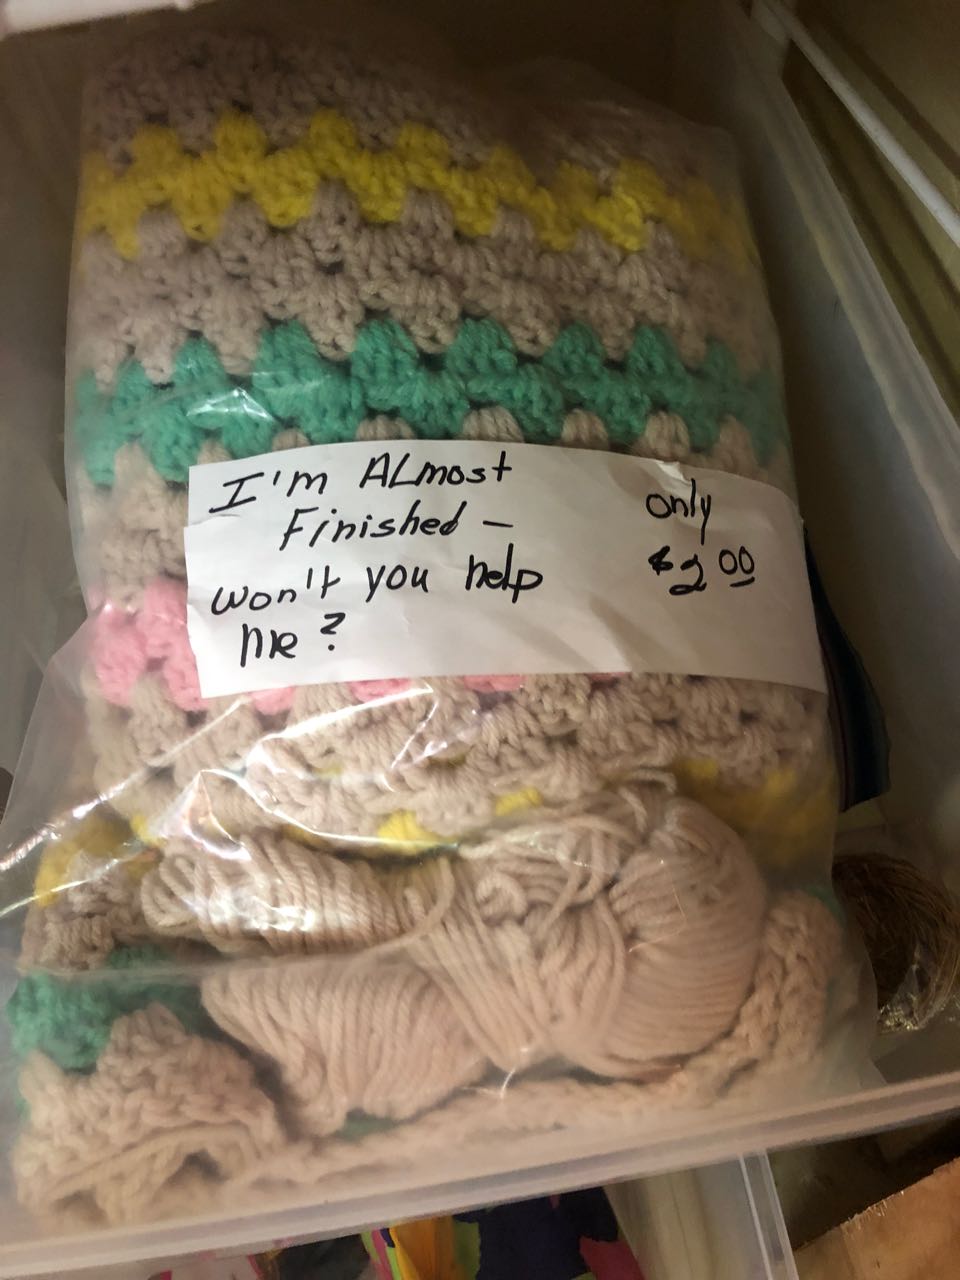 I'm ALmost
Finished –
won't you help
me?
only
$2.00